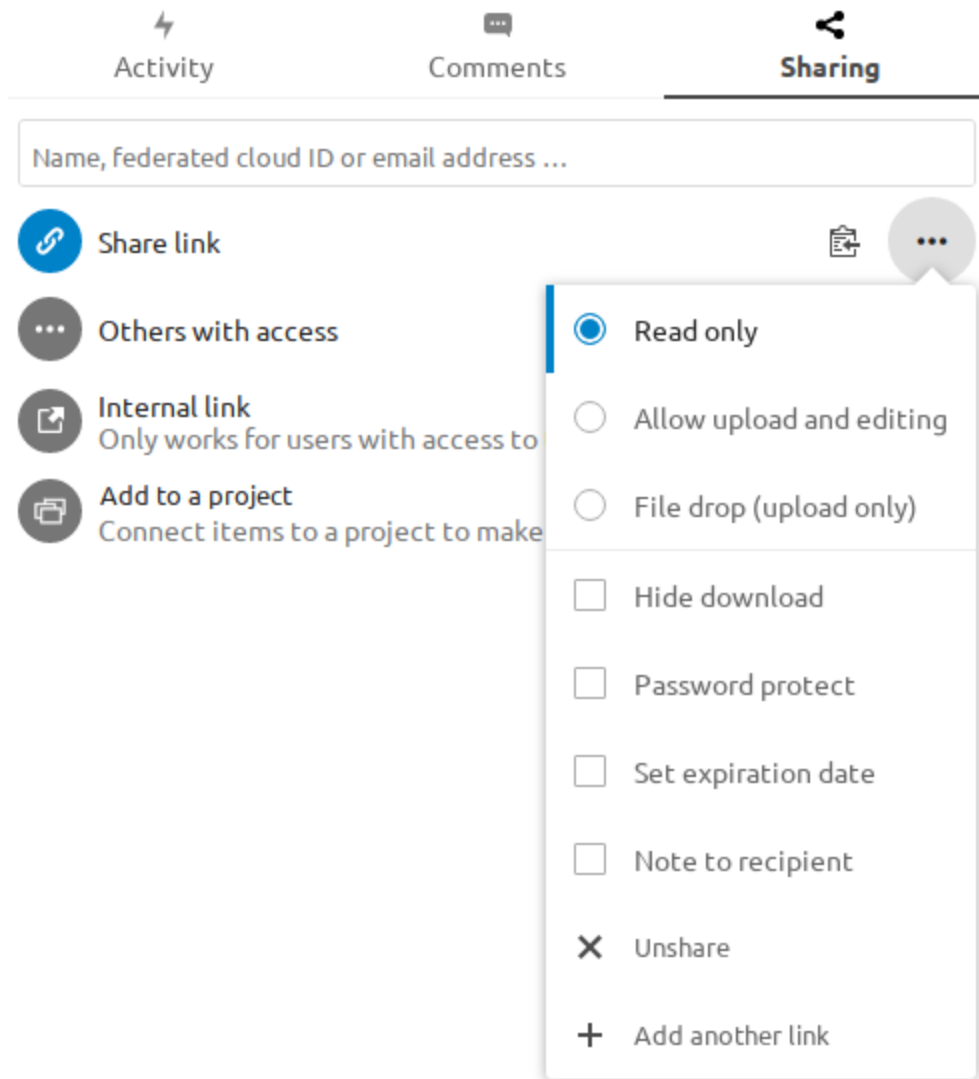 Activity
Comments
Sharing
Name, federated cloud ID or email address ...
Share link
Others with access
Internal link
Only works for users with access to
Add to a project
Connect items to a project to make
Read only
Allow upload and editing
File drop (upload only)
Hide download
Password protect
Set expiration date
Note to recipient
Unshare
Add another link